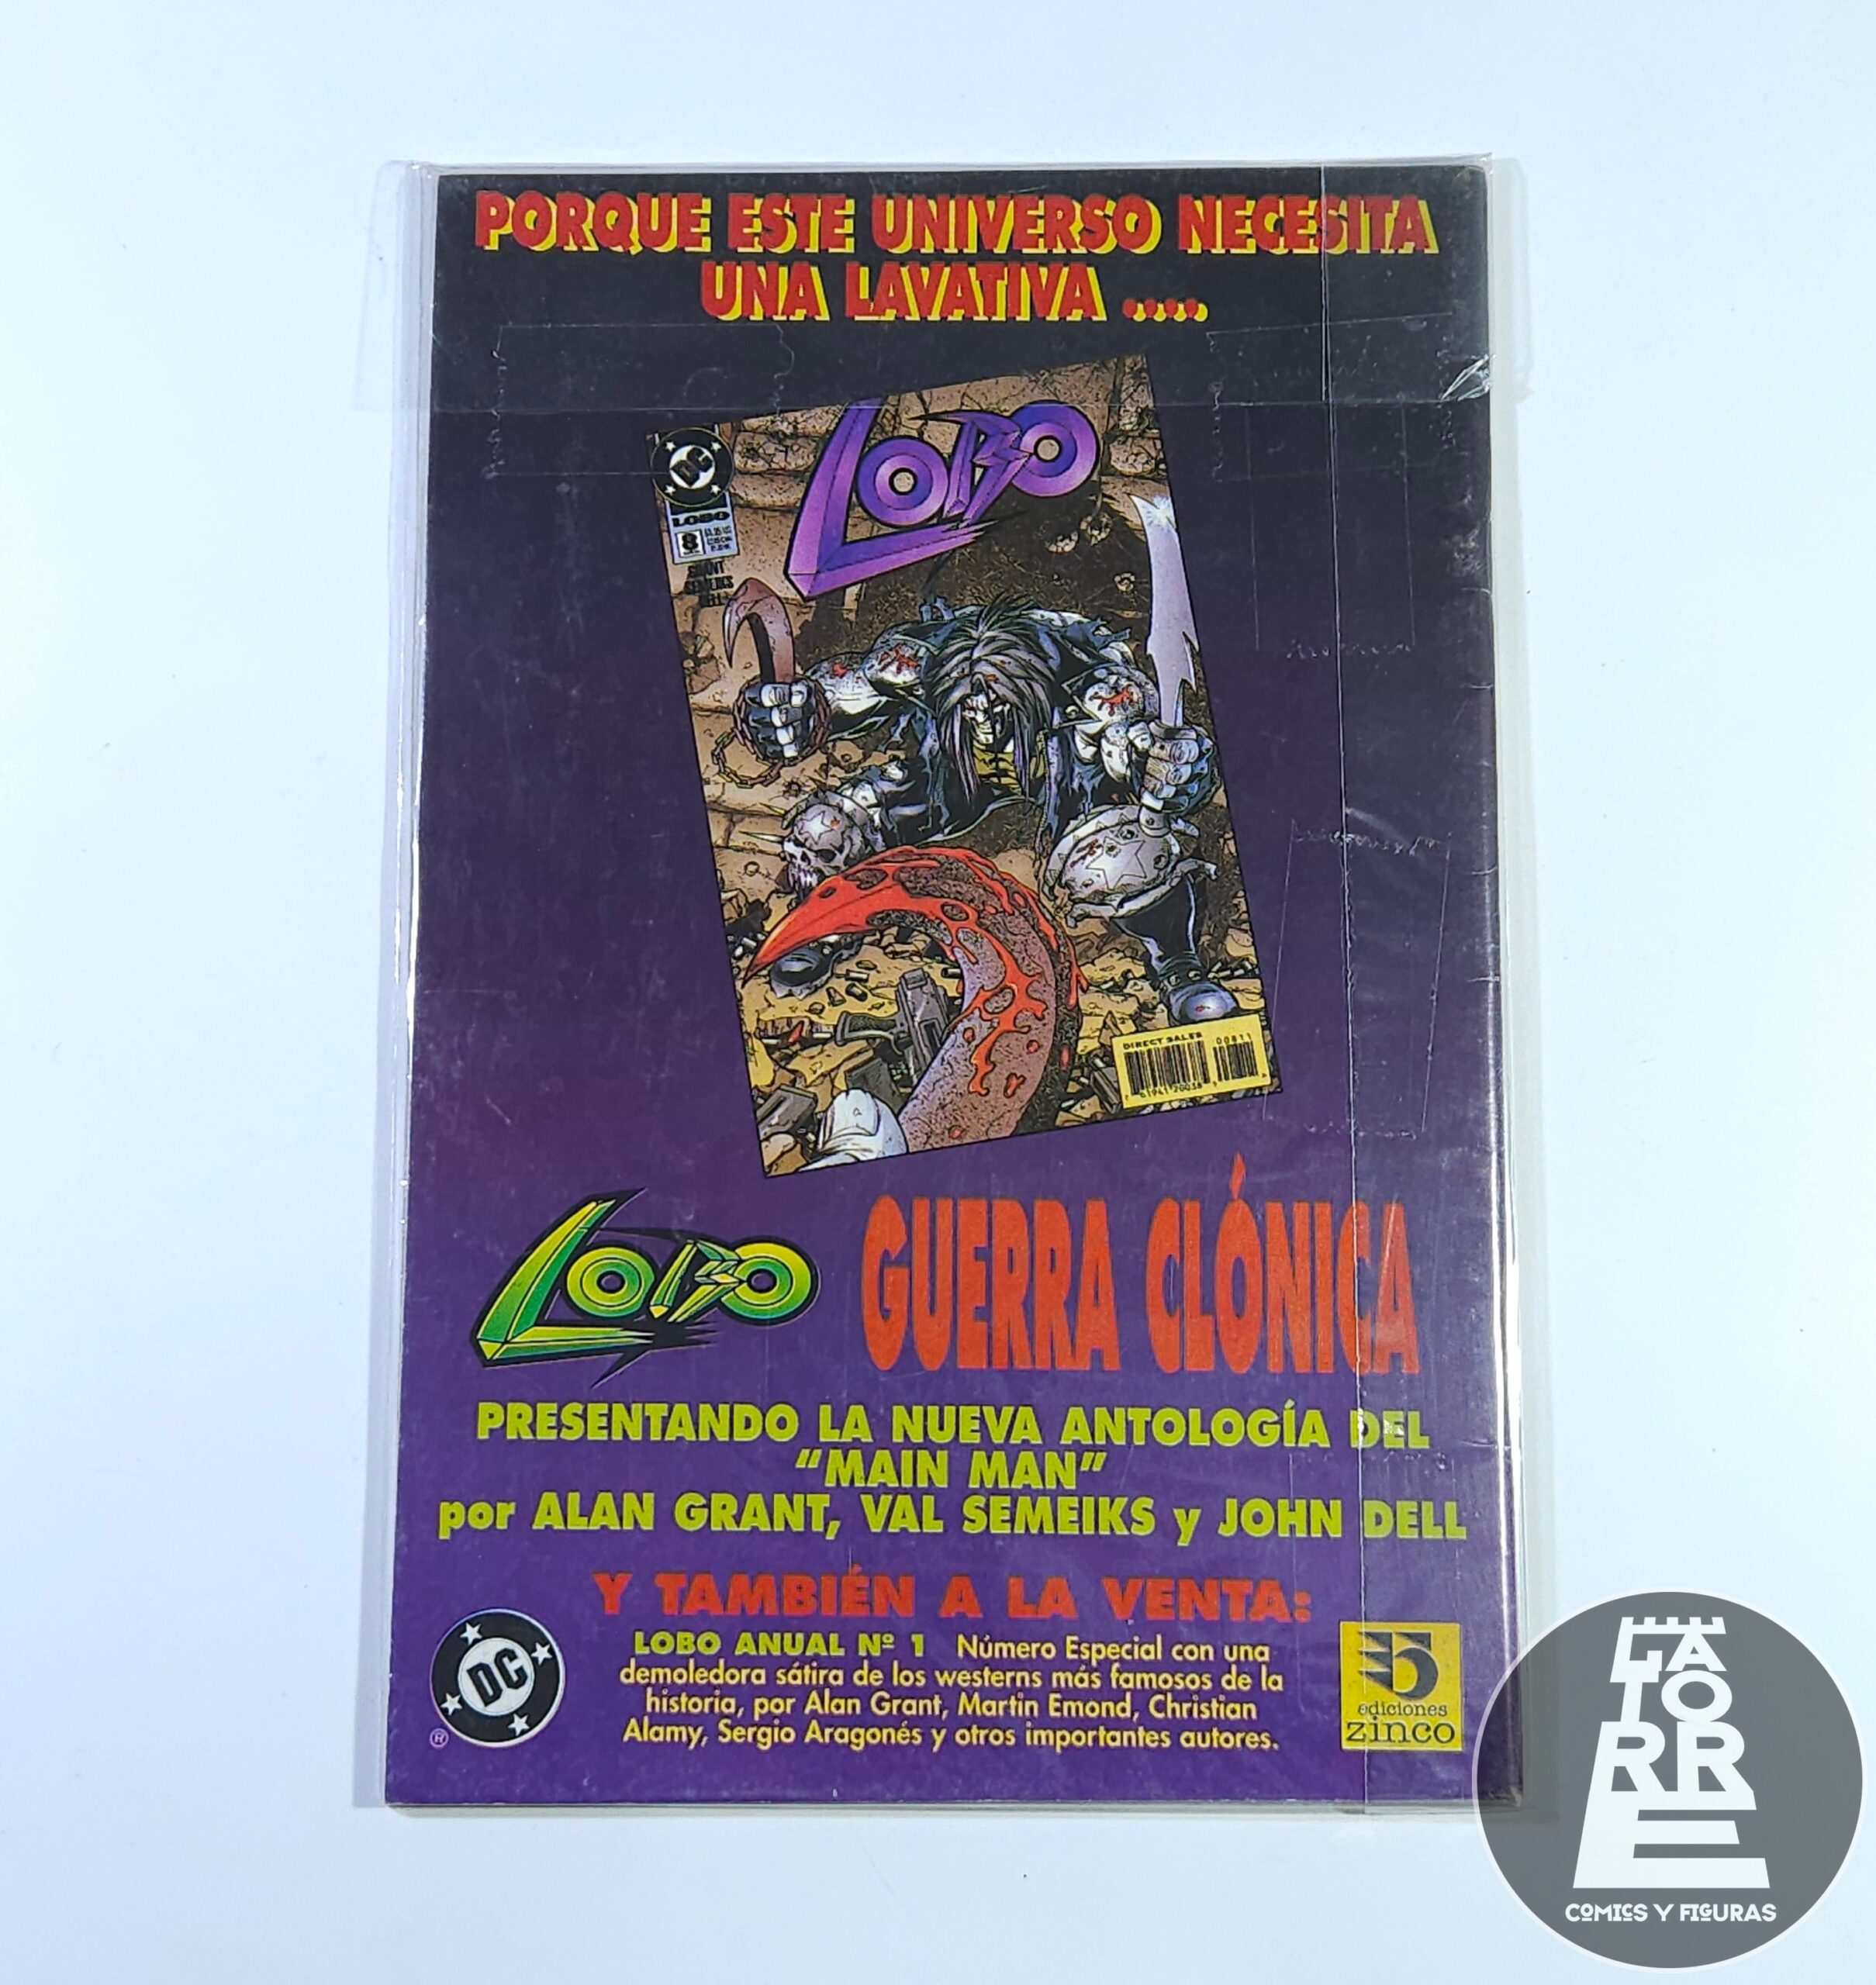 PORQUE ESTE UNIVERSO NECESITA
UNA LAVATIVA ....
LOBO
DC
LOBO
8
GRANT
SEMEIKS
DELL
DIRECT SALES
00811
LOBO GUERRA CLÓNICA
PRESENTANDO LA NUEVA ANTOLOGÍA DEL
"MAIN MAN"
por ALAN GRANT, VAL SEMEIKS y JOHN DELL
Y TAMBIÉN A LA VENTA:
LOBO ANUAL Nº 1 Número Especial con una
demoledora sátira de los westerns más famosos de la
historia, por Alan Grant, Martin Emond, Christian
Alamy, Sergio Aragonés y otros importantes autores.
DC
®
ediciones
zinco
LA
TO
RR
E
COMICS Y FIGURAS